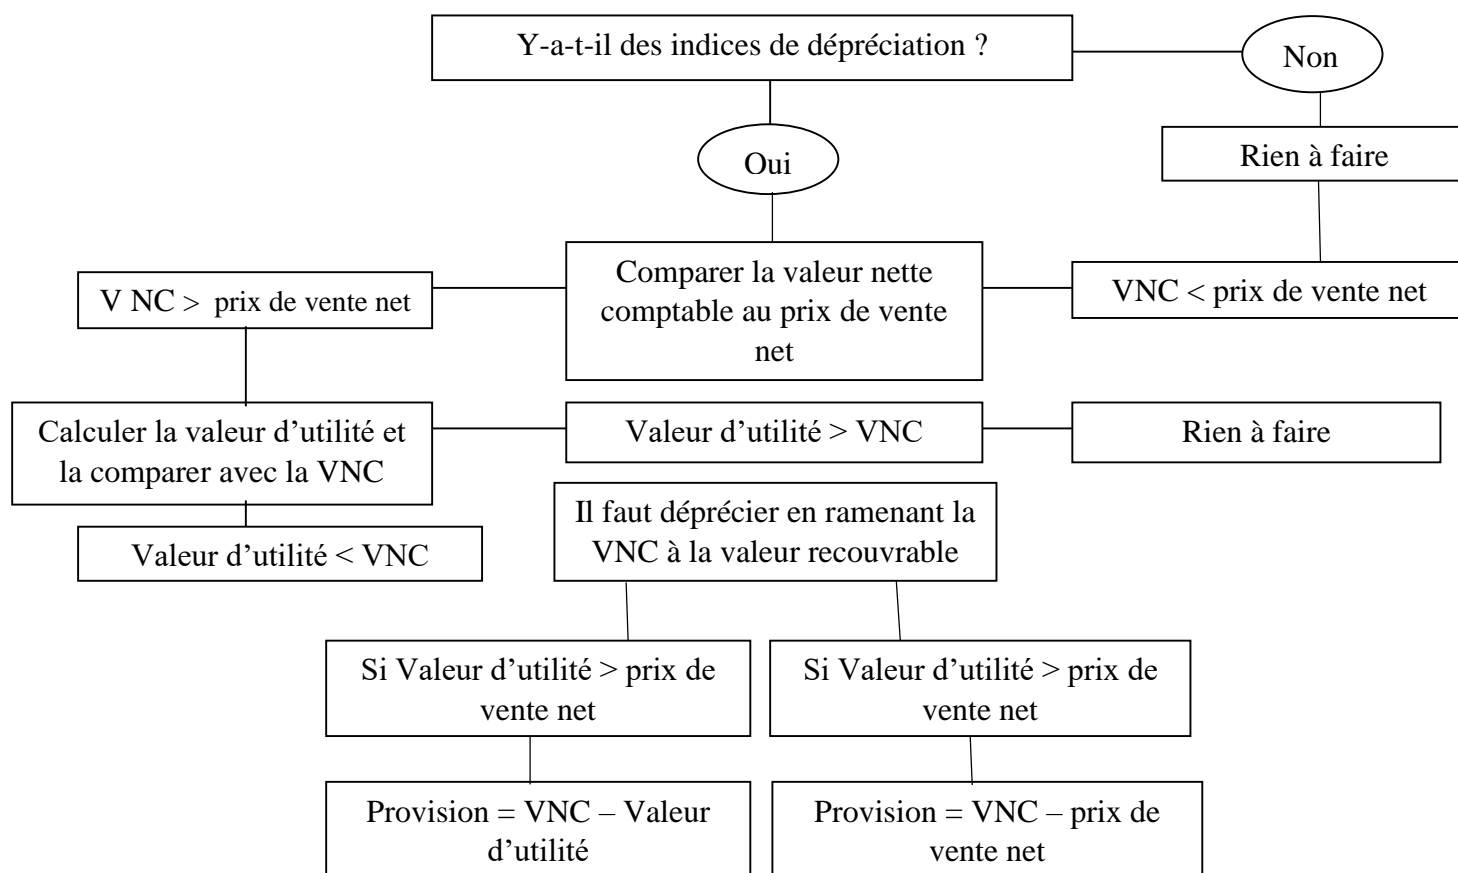 Y-a-t-il des indices de dépréciation ?
Non
Oui
Rien à faire
Comparer la valeur nette
comptable au prix de vente
net
V NC > prix de vente net
VNC < prix de vente net
Calculer la valeur d’utilité et
la comparer avec la VNC
Valeur d’utilité > VNC
Rien à faire
Valeur d’utilité < VNC
Il faut déprécier en ramenant la
VNC à la valeur recouvrable
Si Valeur d’utilité > prix de
vente net
Si Valeur d’utilité > prix de
vente net
Provision = VNC – Valeur
d’utilité
Provision = VNC – prix de
vente net